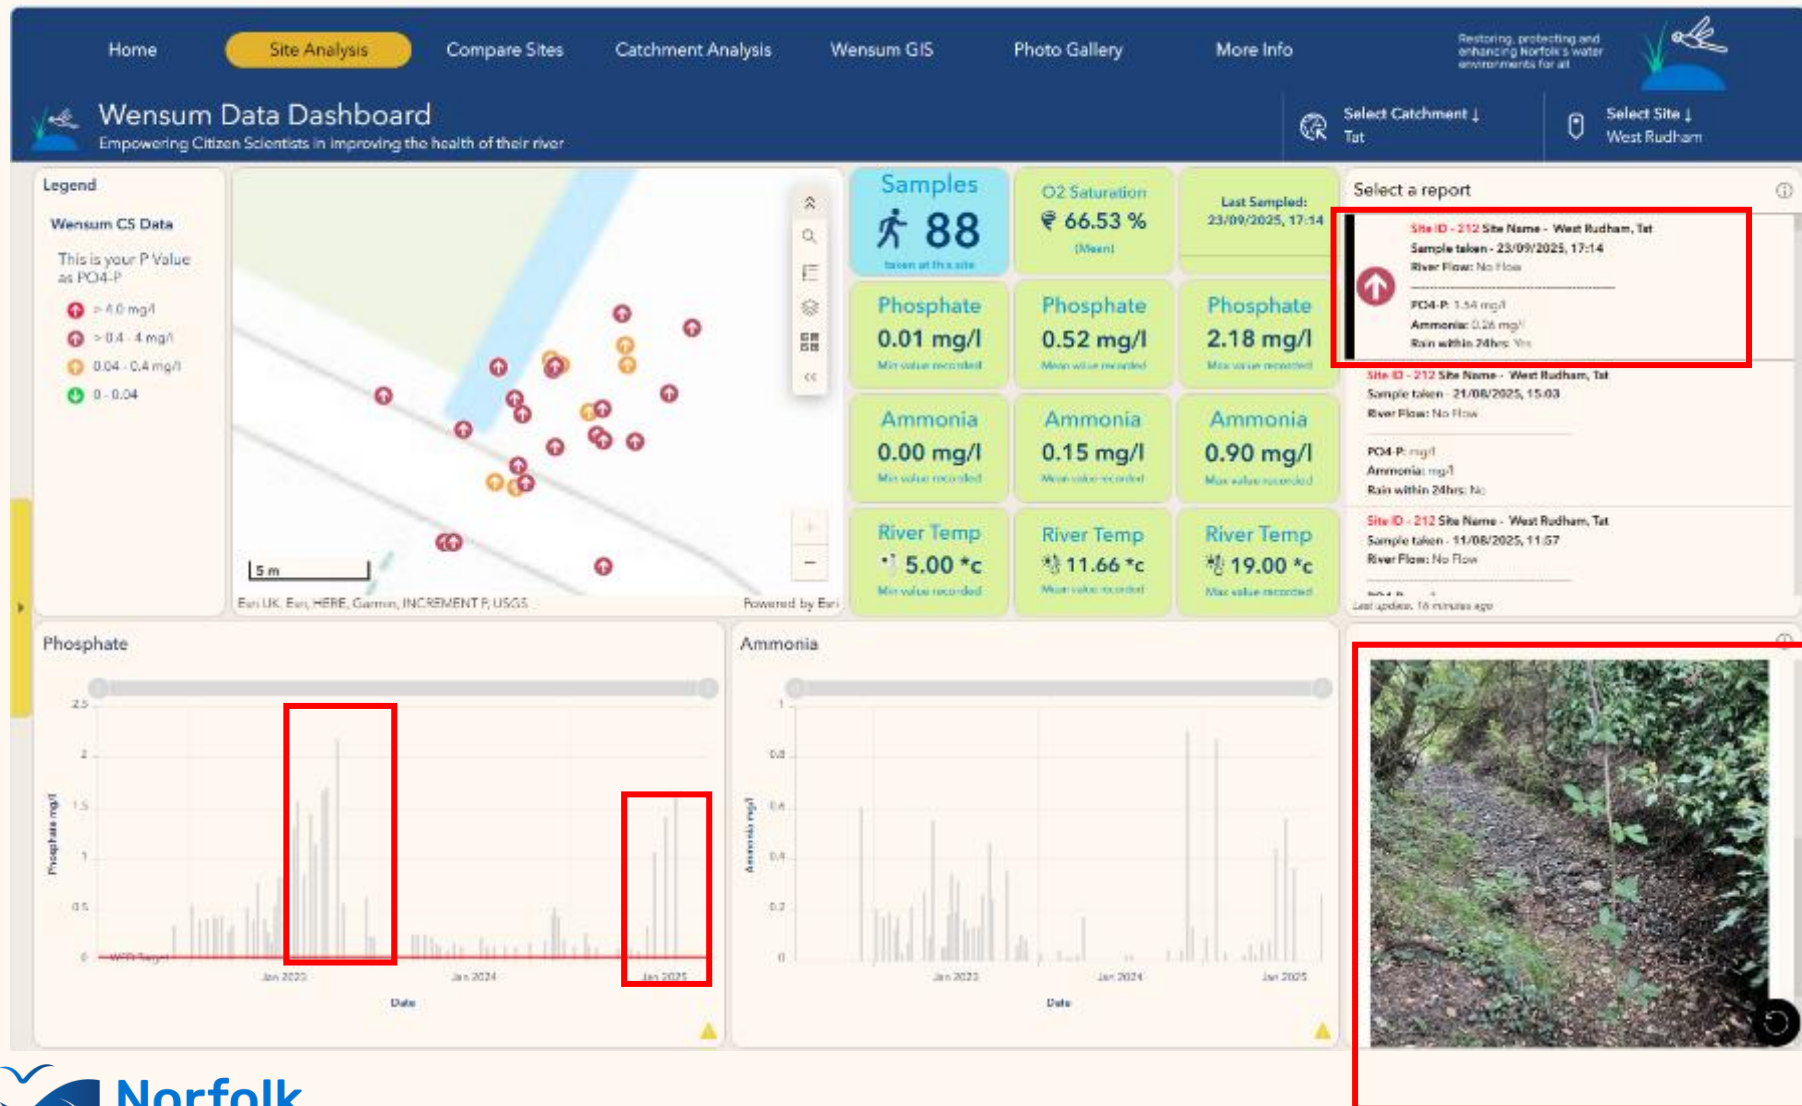 Home
Site Analysis
Compare Sites
Catchment Analysis
Wensum GIS
Photo Gallery
More Info
Restoring, protecting and
enhancing Norfolk's water
environments for all
Wensum Data Dashboard
Empowering Citizen Scientists in improving the health of their river
Select Catchment ↓
Tat
Select Site ↓
West Rudham
Legend
Wensum CS Data
This is your P Value
as PO4-P
> 4.0 mg/l
> 0.4 - 4 mg/l
0.04 - 0.4 mg/l
0 - 0.04
5 m
Esri UK, Esri, HERE, Garmin, INCREMENT P, USGS
Powered by Esri
Samples
88
taken at this site
O2 Saturation
66.53 %
(Mean)
Last Sampled:
23/09/2025, 17:14
Phosphate
0.01 mg/l
Min value recorded
Phosphate
0.52 mg/l
Mean value recorded
Phosphate
2.18 mg/l
Max value recorded
Ammonia
0.00 mg/l
Min value recorded
Ammonia
0.15 mg/l
Mean value recorded
Ammonia
0.90 mg/l
Max value recorded
River Temp
5.00 *c
Min value recorded
River Temp
11.66 *c
Mean value recorded
River Temp
19.00 *c
Max value recorded
Select a report
Site ID - 212 Site Name - West Rudham, Tat
Sample taken - 23/09/2025, 17:14
River Flow: No Flow
PO4-P: 1.54 mg/l
Ammonia: 0.26 mg/l
Rain within 24hrs: Yes
Site ID - 212 Site Name - West Rudham, Tat
Sample taken - 21/08/2025, 15:03
River Flow: No Flow
PO4-P: mg/l
Ammonia: mg/l
Rain within 24hrs: No
Site ID - 212 Site Name - West Rudham, Tat
Sample taken - 11/08/2025, 11:57
River Flow: No Flow
Last update: 16 minutes ago
Phosphate
2.5
2
1.5
1
0.5
0
WFD Target
Phosphate mg/l
Jan 2023
Jan 2024
Jan 2025
Date
Ammonia
1
0.8
0.6
0.4
0.2
0
Ammonia mg/l
Jan 2023
Jan 2024
Jan 2025
Date
Norfolk